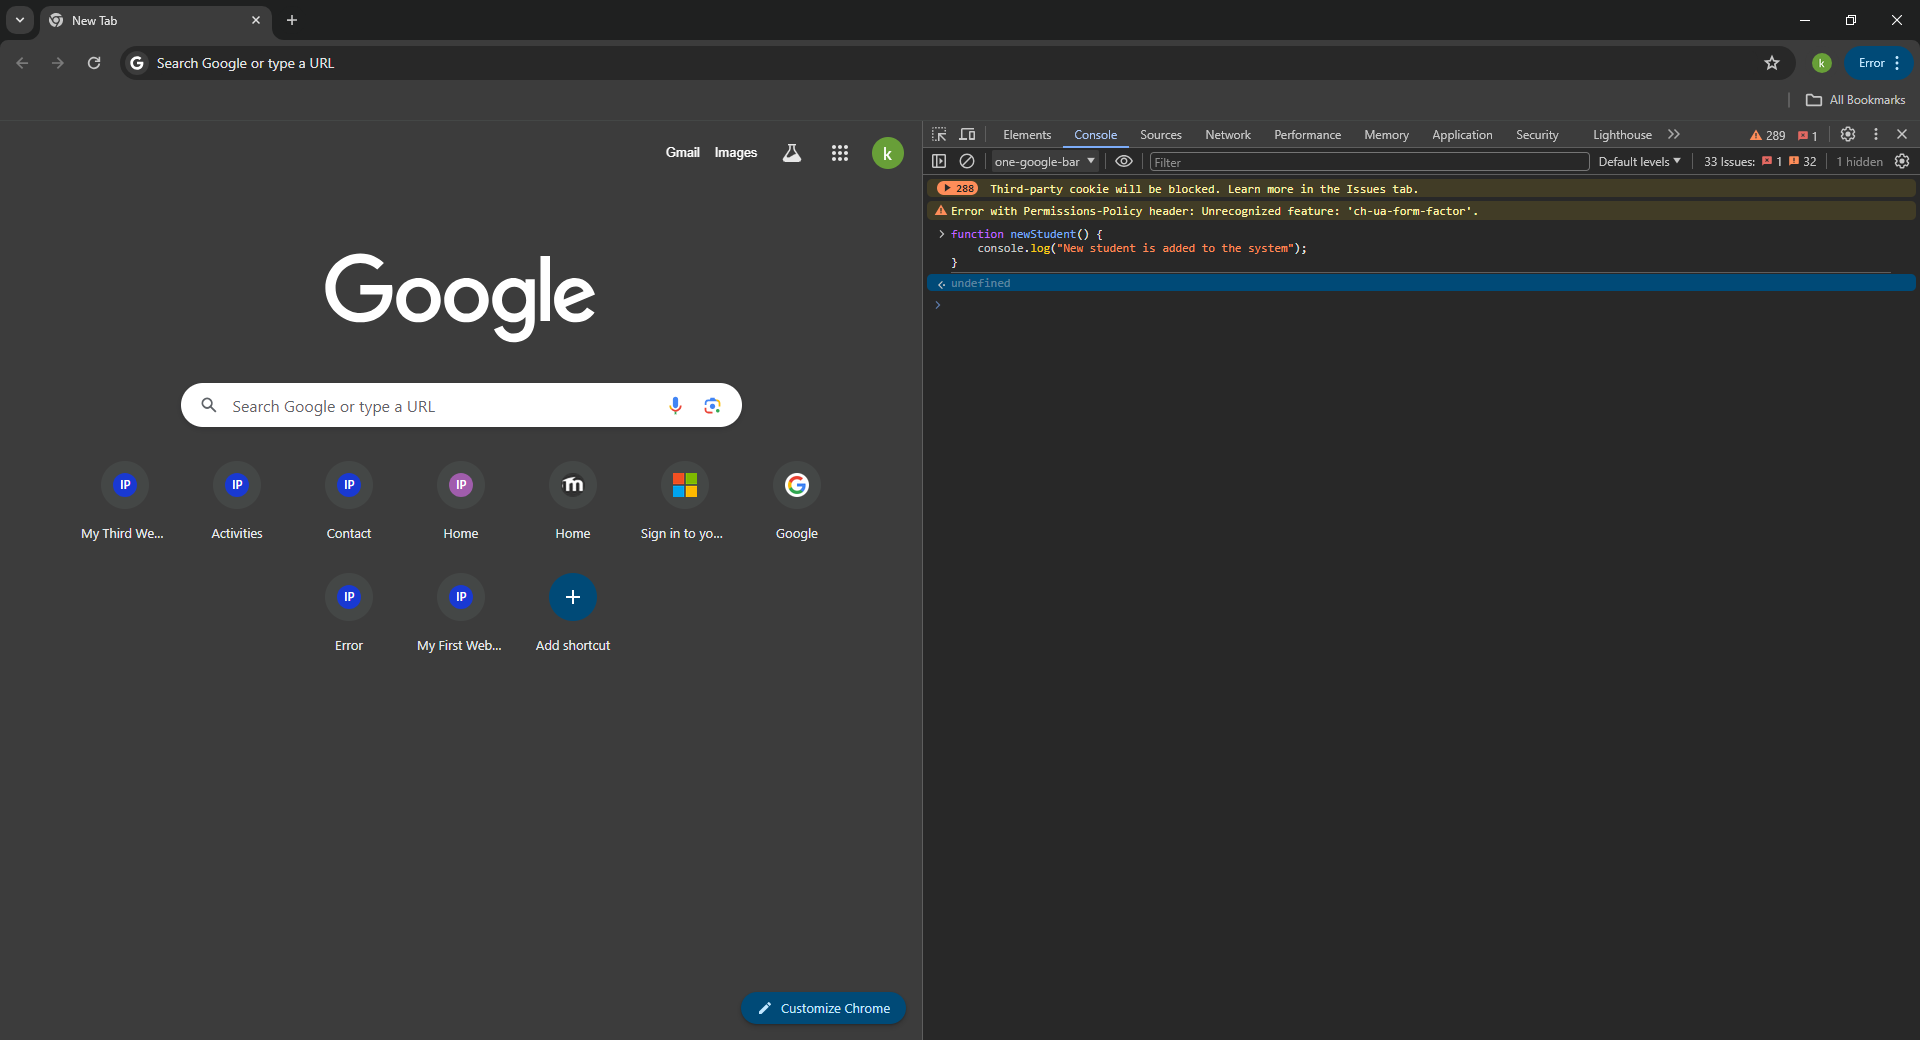 New Tab
Search Google or type a URL
k
Error
All Bookmarks
Gmail Images
k
Google
Search Google or type a URL
IP IP IP IP m
My Third We... Activities Contact Home Home Sign in to yo... Google
IP IP
Error My First Web... Add shortcut
Customize Chrome
Elements Console Sources Network Performance Memory Application Security Lighthouse 289 1
one-google-bar Filter Default levels 33 Issues: 1 32 1 hidden
288 Third-party cookie will be blocked. Learn more in the Issues tab.
Error with Permissions-Policy header: Unrecognized feature: 'ch-ua-form-factor'.
function newStudent() {
console.log("New student is added to the system");
}
undefined